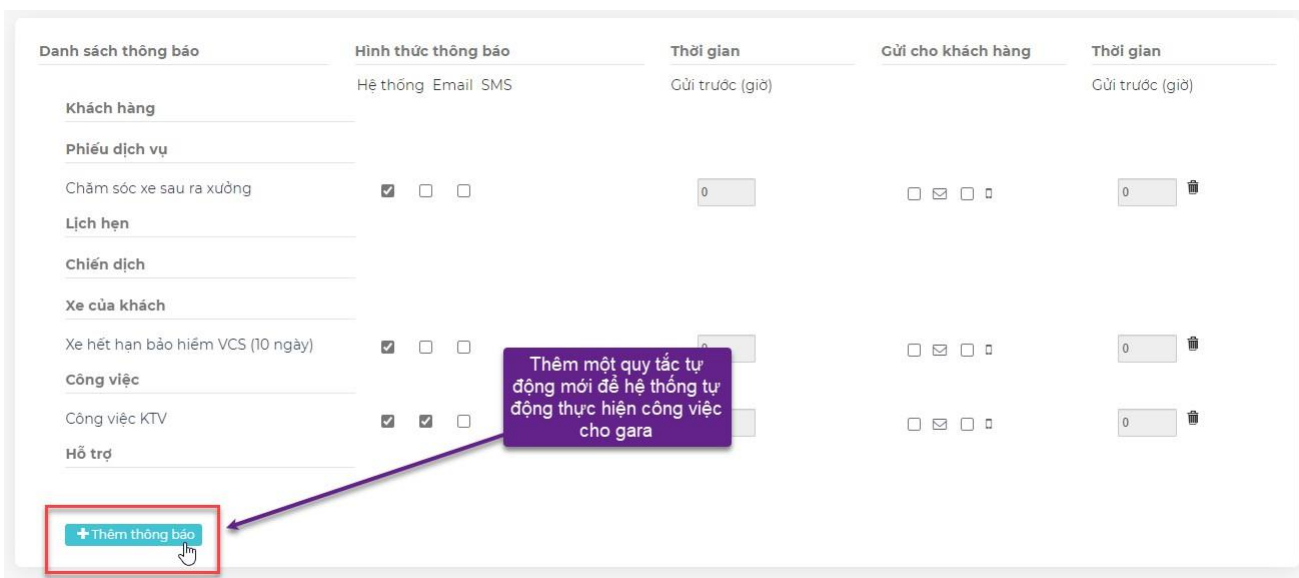 Danh sách thông báo Hình thức thông báo Thời gian Gửi cho khách hàng Thời gian
Hệ thống Email SMS Gửi trước (giờ) Gửi trước (giờ)
Khách hàng
Phiếu dịch vụ
Chăm sóc xe sau ra xưởng 0 0
Lịch hẹn
Chiến dịch
Xe của khách
Xe hết hạn bảo hiểm VCS (10 ngày) 0
Công việc
Công việc KTV 0
Hỗ trợ
Thêm một quy tắc tự
động mới để hệ thống tự
động thực hiện công việc
cho gara
+Thêm thông báo